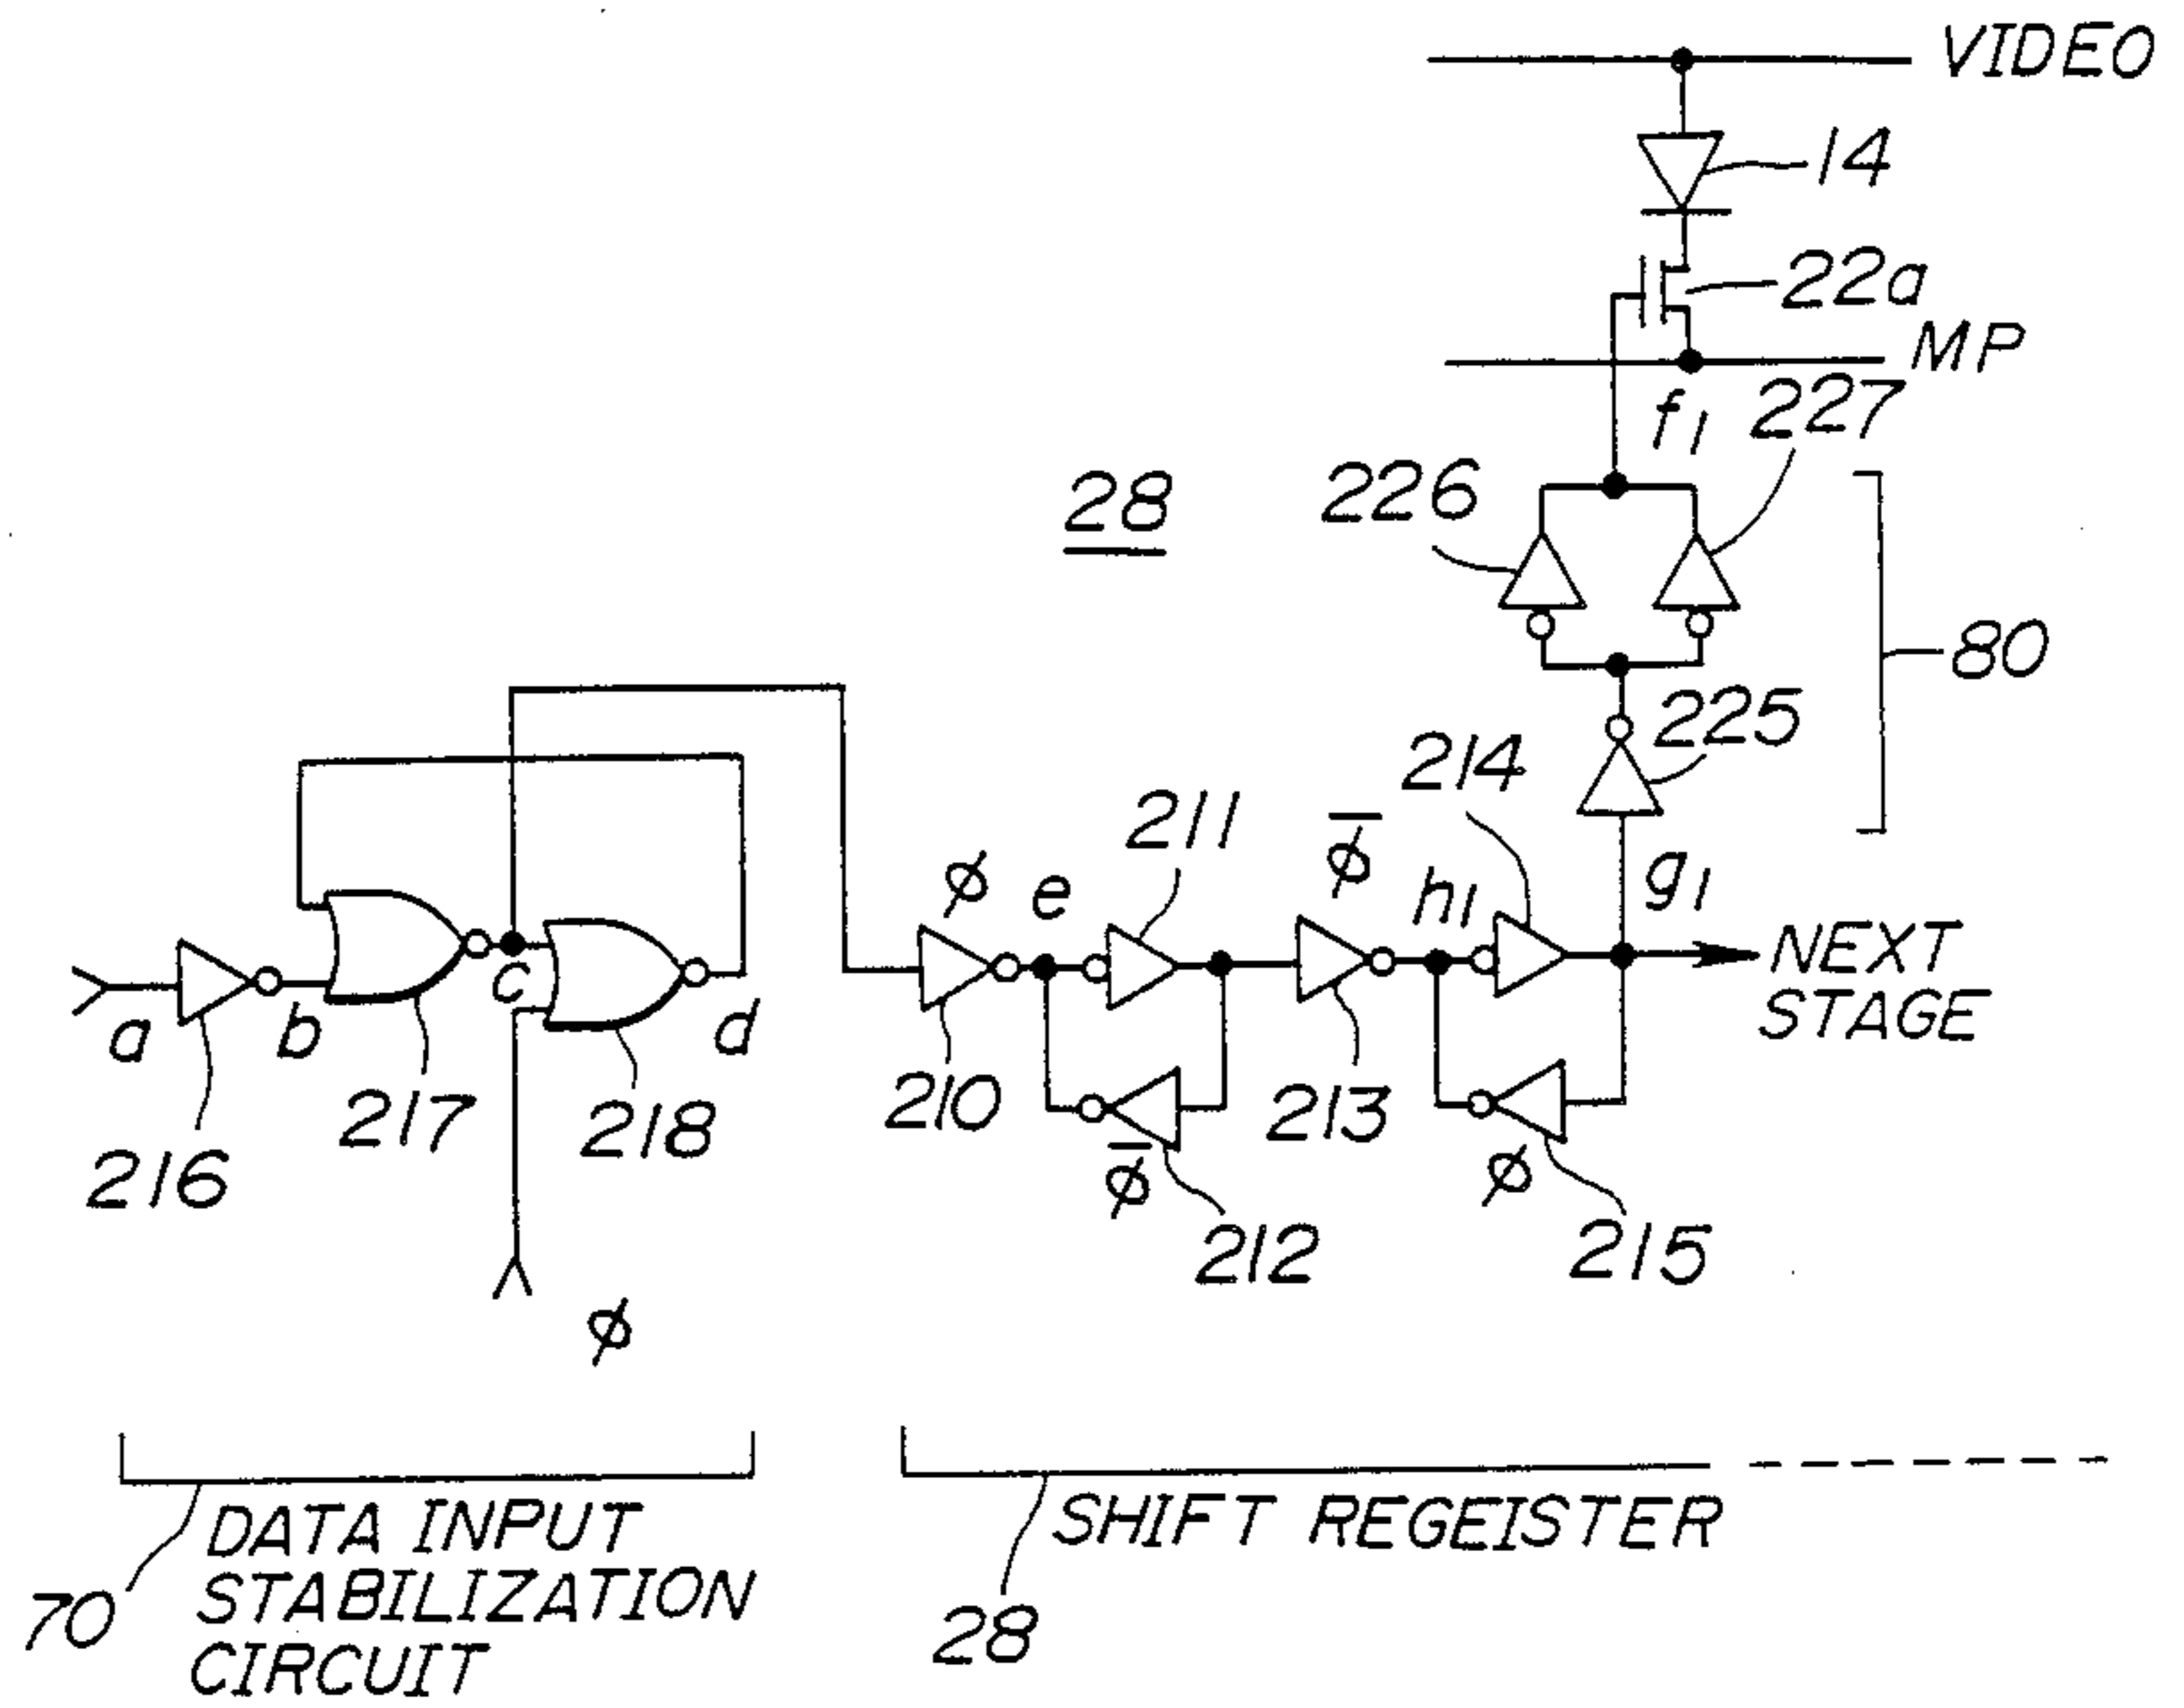 VIDEO
14
22a
MP
f1
227
226
28
80
225
214
211
ϕ̅
ϕ
e
h1
g1
NEXT
STAGE
a
b
c
d
210
213
217
218
216
ϕ̅
ϕ
212
215
ϕ
DATA INPUT
STABILIZATION
CIRCUIT
70
SHIFT REGEISTER
28